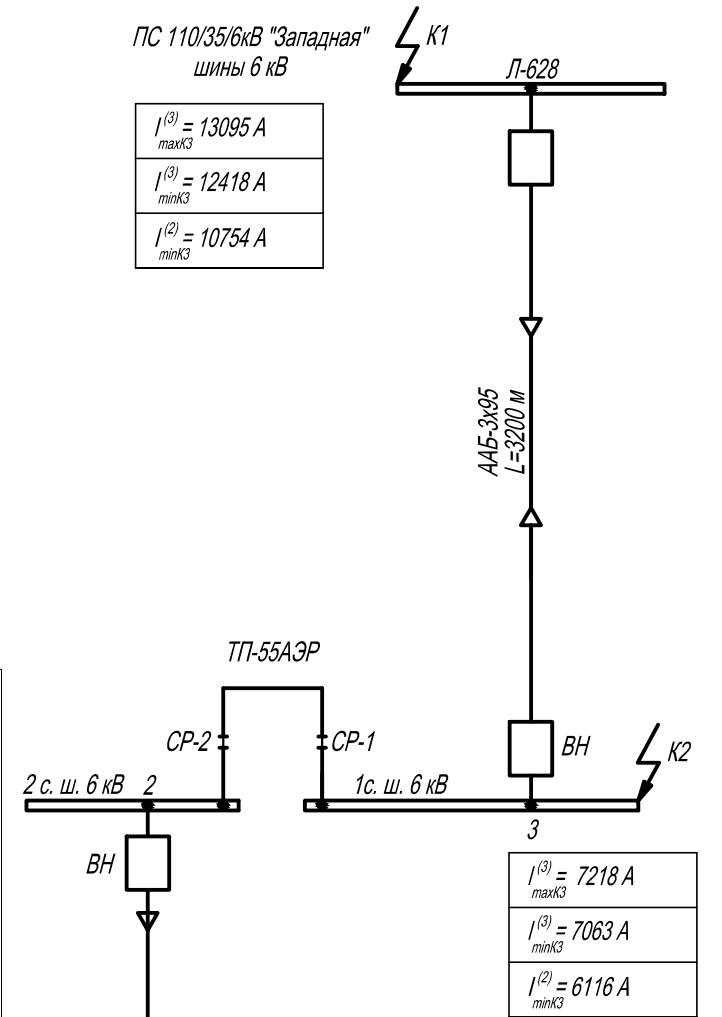 ПС 110/35/6кВ "Западная"
шины 6 кВ
I(3)maxКЗ = 13095 А
I(3)minКЗ = 12418 А
I(2)minКЗ = 10754 А
К1
Л-628
ААБ-3х95
L=3200 м
ТП-55АЭР
СР-2
СР-1
ВН
К2
2 с. ш. 6 кВ
2
1с. ш. 6 кВ
3
ВН
I(3)maxКЗ = 7218 А
I(3)minКЗ = 7063 А
I(2)minКЗ = 6116 А